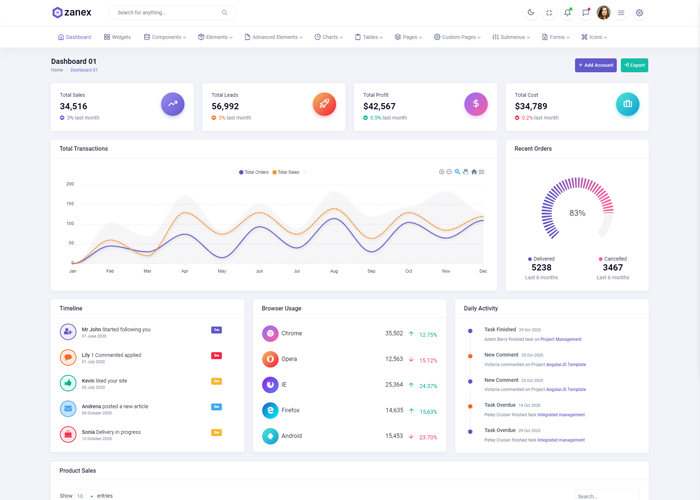 zanex
Search for anything...
Dashboard Widgets Components Elements Advanced Elements Charts Tables Pages Custom Pages Submenus Forms Icons
Dashboard 01
Home / Dashboard 01
+ Add Account Export
Total Sales
34,516
3% last month
Total Leads
56,992
3% last month
Total Profit
$42,567
0.5% last month
Total Cost
$34,789
0.2% last month
Total Transactions
Total Orders Total Sales
200
150
100
50
0
Jan Feb Mar Apr May Jun Jul Aug Sep Oct Nov Dec
Recent Orders
83%
Delivered
5238
Last 6 months
Cancelled
3467
Last 6 months
Timeline
Mr John Started following you
01 June 2020
Lily 1 Commented applied
01 July 2020
Kevin liked your site
05 July 2020
Andrena posted a new article
09 October 2020
Sonia Delivery in progress
12 October 2020
Browser Usage
Chrome 35,502 12.75%
Opera 12,563 15.12%
IE 25,364 24.37%
Firefox 14,635 15,63%
Android 15,453 23.70%
Daily Activity
Task Finished 29 Oct 2020
Adam Berry finished task on Project Management
New Comment 25 Oct 2020
Victoria commented on Project AngularJS Template
New Comment 25 Oct 2020
Victoria commented on Project AngularJS Template
Task Overdue 14 Oct 2020
Petey Cruiser finished task Integrated management
Task Overdue 29 Oct 2020
Petey Cruiser finished task Integrated management
Product Sales
Show 10 entries
Search...